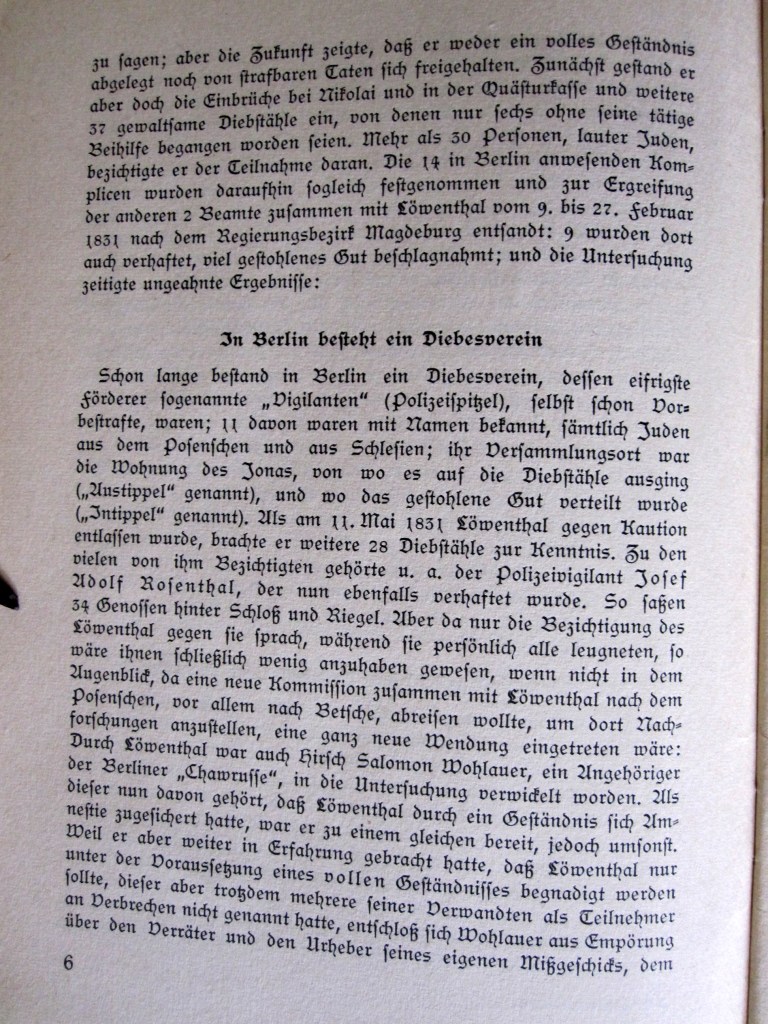 zu sagen; aber die Zukunft zeigte, daß er weder ein volles Geständnis
abgelegt noch von strafbaren Taten sich freigehalten. Zunächst gestand er
aber doch die Einbrüche bei Nikolai und in der Quästurkasse und weitere
37 gewaltsame Diebstähle ein, von denen nur sechs ohne seine tätige
Beihilfe begangen worden seien. Mehr als 30 Personen, lauter Juden,
bezichtigte er der Teilnahme daran. Die 14 in Berlin anwesenden Kom-
plicen wurden daraufhin sogleich festgenommen und zur Ergreifung
der anderen 2 Beamte zusammen mit Löwenthal vom 9. bis 27. Februar
1831 nach dem Regierungsbezirk Magdeburg entsandt: 9 wurden dort
auch verhaftet, viel gestohlenes Gut beschlagnahmt; und die Untersuchung
zeitigte ungeahnte Ergebnisse:
In Berlin besteht ein Diebesverein
Schon lange bestand in Berlin ein Diebesverein, dessen eifrigste
Förderer sogenannte „Vigilanten“ (Polizeispitzel), selbst schon Vor-
bestrafte, waren; 11 davon waren mit Namen bekannt, sämtlich Juden
aus dem Posenschen und aus Schlesien; ihr Versammlungsort war
die Wohnung des Jonas, von wo es auf die Diebstähle ausging
(„Austippel“ genannt), und wo das gestohlene Gut verteilt wurde
(„Intippel“ genannt). Als am 11. Mai 1831 Löwenthal gegen Kaution
entlassen wurde, brachte er weitere 28 Diebstähle zur Kenntnis. Zu den
vielen von ihm Bezichtigten gehörte u. a. der Polizeivigilant Josef
Adolf Rosenthal, der nun ebenfalls verhaftet wurde. So saßen
34 Genossen hinter Schloß und Riegel. Aber da nur die Bezichtigung des
Löwenthal gegen sie sprach, während sie persönlich alle leugneten, so
wäre ihnen schließlich wenig anzuhaben gewesen, wenn nicht in dem
Augenblick, da eine neue Kommission zusammen mit Löwenthal nach dem
Posenschen, vor allem nach Betsche, abreisen wollte, um dort Nach-
forschungen anzustellen, eine ganz neue Wendung eingetreten wäre:
Durch Löwenthal war auch Hirsch Salomon Wohlauer, ein Angehöriger
der Berliner „Chawrusse“, in die Untersuchung verwickelt worden. Als
dieser nun davon gehört, daß Löwenthal durch ein Geständnis sich Am-
nestie zugesichert hatte, war er zu einem gleichen bereit, jedoch umsonst.
Weil er aber weiter in Erfahrung gebracht hatte, daß Löwenthal nur
unter der Voraussetzung eines vollen Geständnisses begnadigt werden
sollte, dieser aber trotzdem mehrere seiner Verwandten als Teilnehmer
an Verbrechen nicht genannt hatte, entschloß sich Wohlauer aus Empörung
über den Verräter und den Urheber seines eigenen Mißgeschicks, dem
6